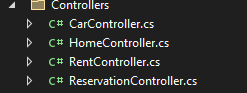 Controllers
C# CarController.cs
C# HomeController.cs
C# RentController.cs
C# ReservationController.cs